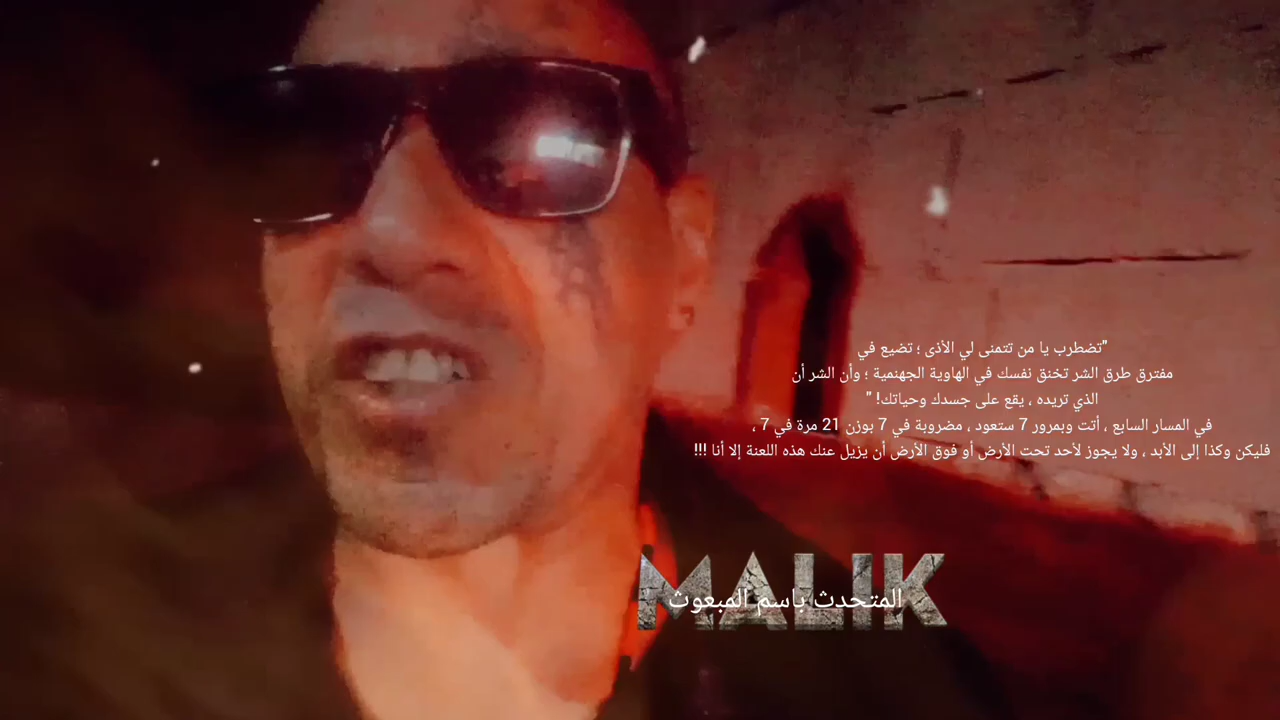 "تضطرب يا من تتمنى لي الأذى ؛ تضيع في
مفترق طرق الشر تخنق نفسك في الهاوية الجهنمية ؛ وأن الشر أن
الذي تريده ، يقع على جسدك وحياتك! "
في المسار السابع ، أتت وبمرور 7 ستعود ، مضروبة في 7 بوزن 21 مرة في 7 ،
فليكن وكذا إلى الأبد ، ولا يجوز لأحد تحت الأرض أو فوق الأرض أن يزيل عنك هذه اللعنة إلا أنا !!!
MALIK
المتحدث باسم المبعوث